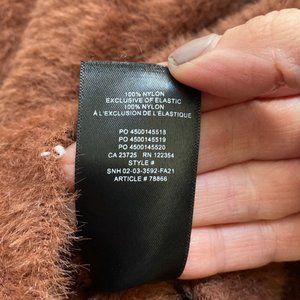 100% NYLON
EXCLUSIVE OF ELASTIC
100% NYLON
À L'EXCLUSION DE L'ELASTIQUE
PO 4500145518
PO 4500145519
PO 4500145520
CA 23725 RN 122354
STYLE #
SNH 02-03-3592-FA21
ARTICLE # 78866